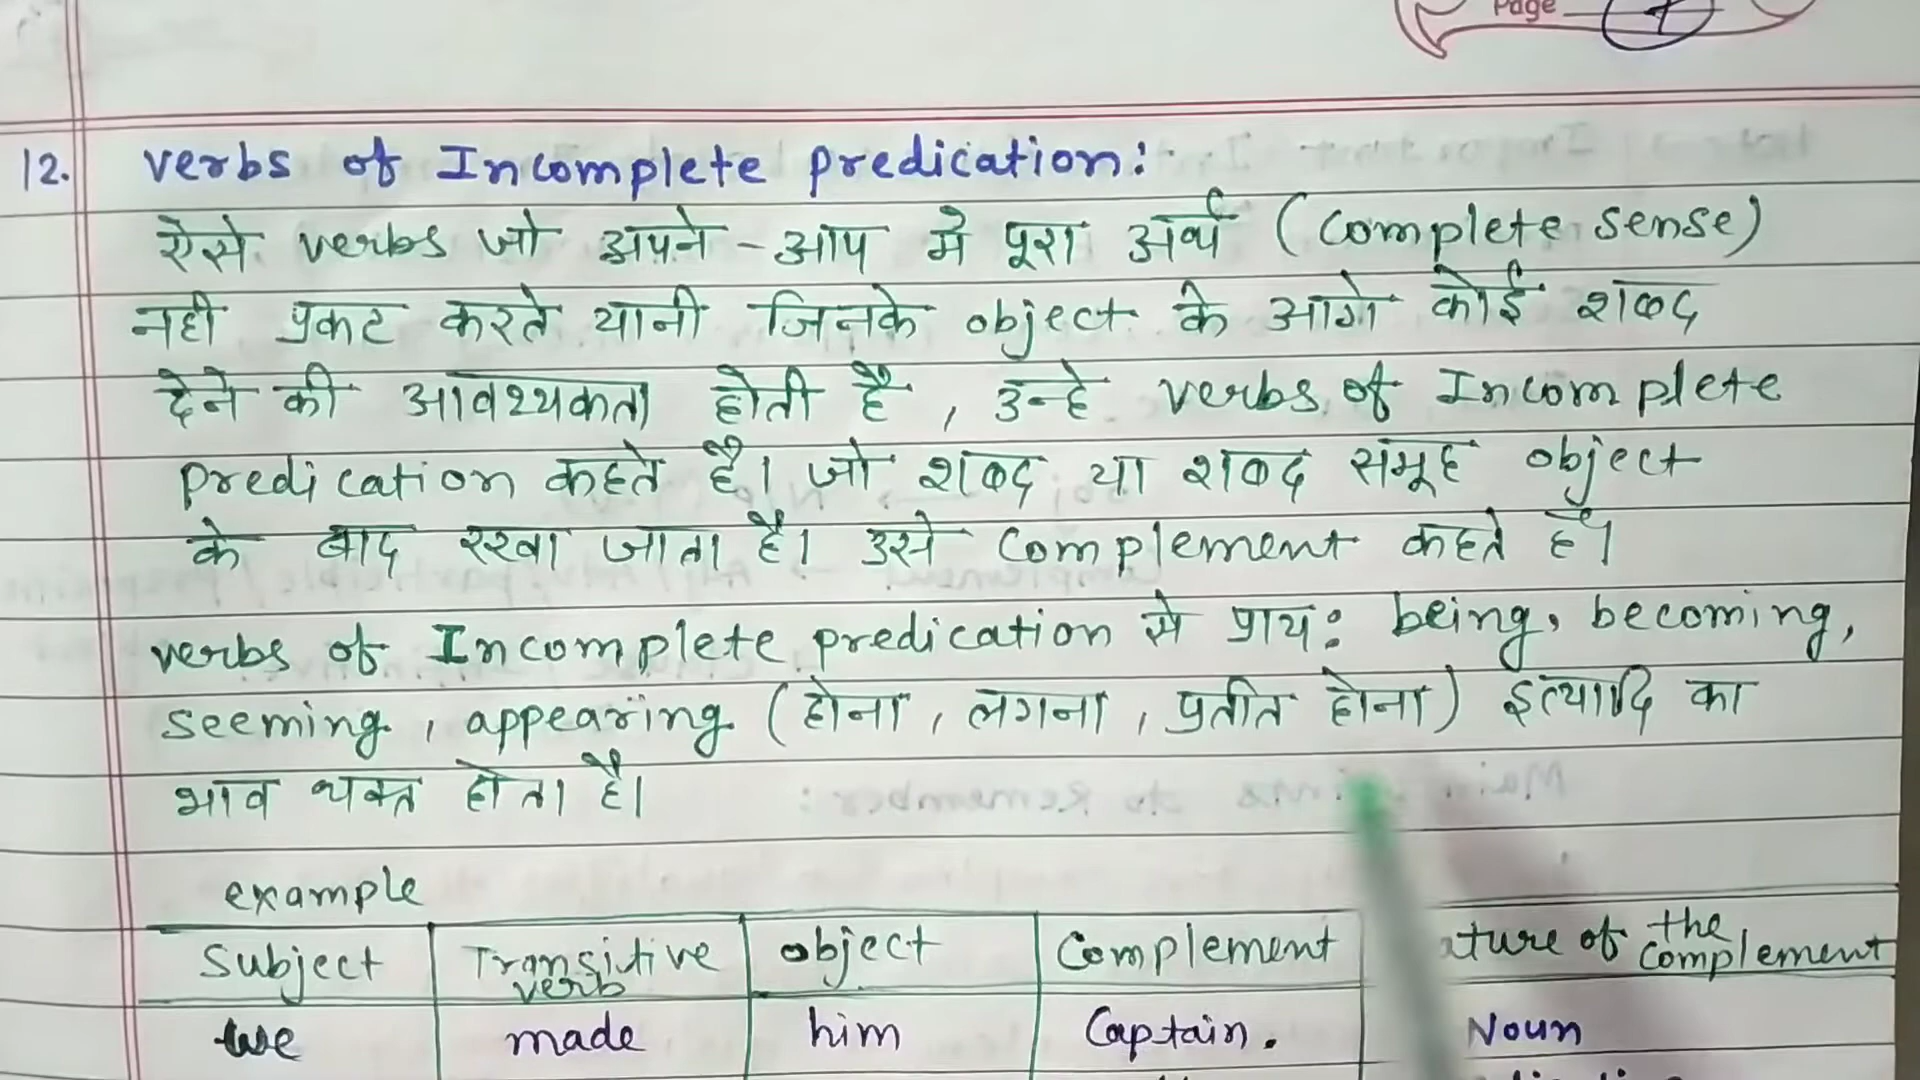 Page 7
12. verbs of Incomplete predication:
ऐसे verbs जो अपने-आप मे पूरा अर्थ (complete sense)
नही प्रकट करते यानी जिनके object के आगे कोई शब्द
देने की आवश्यकता होती है, उन्हे verbs of Incomplete
predication कहते है। जो शब्द या शब्द समूह object
के बाद रखा जाता है। उसे complement कहते है।
verbs of Incomplete predication से प्राय: being, becoming,
seeming, appearing (होना, लगना, प्रतीत होना) इत्यादि का
भाव व्यक्त होता है।
example
Subject Transitive verb object Complement ature of the complement
we made him Captain. Noun